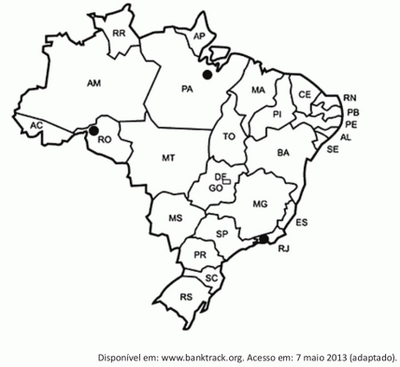 RR
AP
AM
PA
MA
CE
RN
PB
PE
AL
SE
PI
AC
RO
TO
BA
MT
DF
GO
MG
ES
MS
SP
RJ
PR
SC
RS
Disponível em: www.banktrack.org. Acesso em: 7 maio 2013 (adaptado).